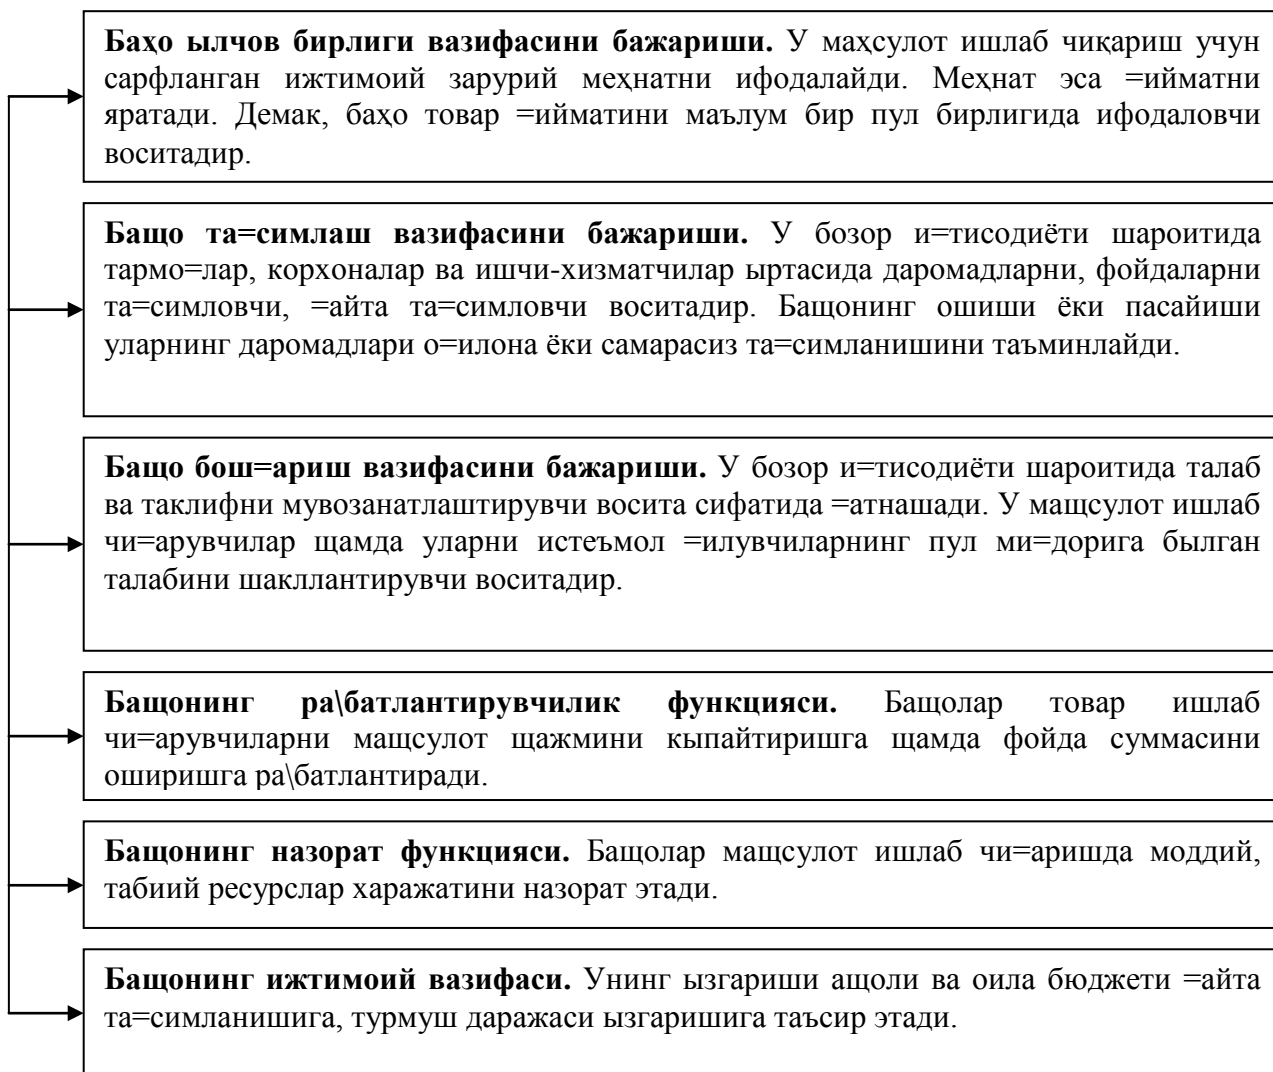 Баҳо ылчов бирлиги вазифасини бажариши. У маҳсулот ишлаб чиқариш учун
сарфланган ижтимоий зарурий меҳнатни ифодалайди. Меҳнат эса =ийматни
яратади. Демак, баҳо товар =ийматини маълум бир пул бирлигида ифодаловчи
воситадир.
Бащо та=симлаш вазифасини бажариши. У бозор и=тисодиёти шароитида
тармо=лар, корхоналар ва ишчи-хизматчилар ыртасида даромадларни, фойдаларни
та=симловчи, =айта та=симловчи воситадир. Бащонинг ошиши ёки пасайиши
уларнинг даромадлари о=илона ёки самарасиз та=симланишини таъминлайди.
Бащо бош=ариш вазифасини бажариши. У бозор и=тисодиёти шароитида талаб
ва таклифни мувозанатлаштирувчи восита сифатида =атнашади. У мащсулот ишлаб
чи=арувчилар щамда уларни истеъмол =илувчиларнинг пул ми=дорига былган
талабини шакллантирувчи воситадир.
Бащонинг ра\батлантирувчилик функцияси. Бащолар товар ишлаб
чи=арувчиларни мащсулот щажмини кыпайтиришга щамда фойда суммасини
оширишга ра\батлантиради.
Бащонинг назорат функцияси. Бащолар мащсулот ишлаб чи=аришда моддий,
табиий ресурслар харажатини назорат этади.
Бащонинг ижтимоий вазифаси. Унинг ызгариши ащоли ва оила бюджети =айта
та=симланишига, турмуш даражаси ызгаришига таъсир этади.